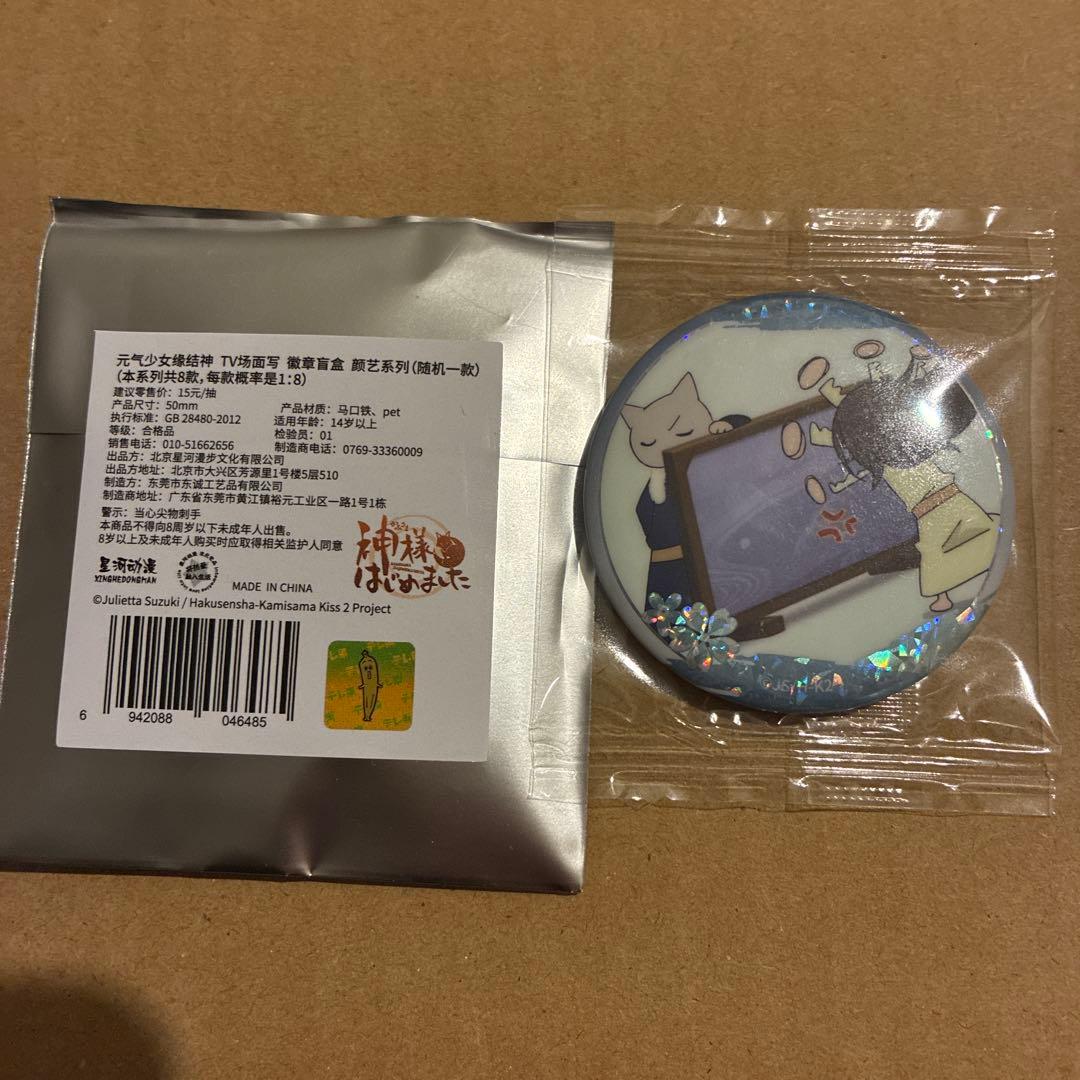 元气少女缘结神 TV场面写 徽章盲盒 颜艺系列(随机一款)
(本系列共8款,每款概率是1:8)
建议零售价:15元/抽
产品尺寸:50mm 产品材质:马口铁、pet
执行标准:GB 28480-2012 适用年龄:14岁以上
等级:合格品 检验员:01
销售电话:010-51662656 制造商电话:0769-33360009
出品方:北京星河漫步文化有限公司
出品方地址:北京市大兴区芳源里1号楼5层510
制造方:东莞市东诚工艺品有限公司
制造商地址:广东省东莞市黄江镇裕元工业区一路1号1栋
警示:当心尖物刺手
本商品不得向8周岁以下未成年人出售。
8岁以上及未成年人购买时应取得相关监护人同意
神様
はじめました
星河动漫
XINGHEDONGMAN
MADE IN CHINA
©Julietta Suzuki / Hakusensha-Kamisama Kiss 2 Project
6 942088 046485